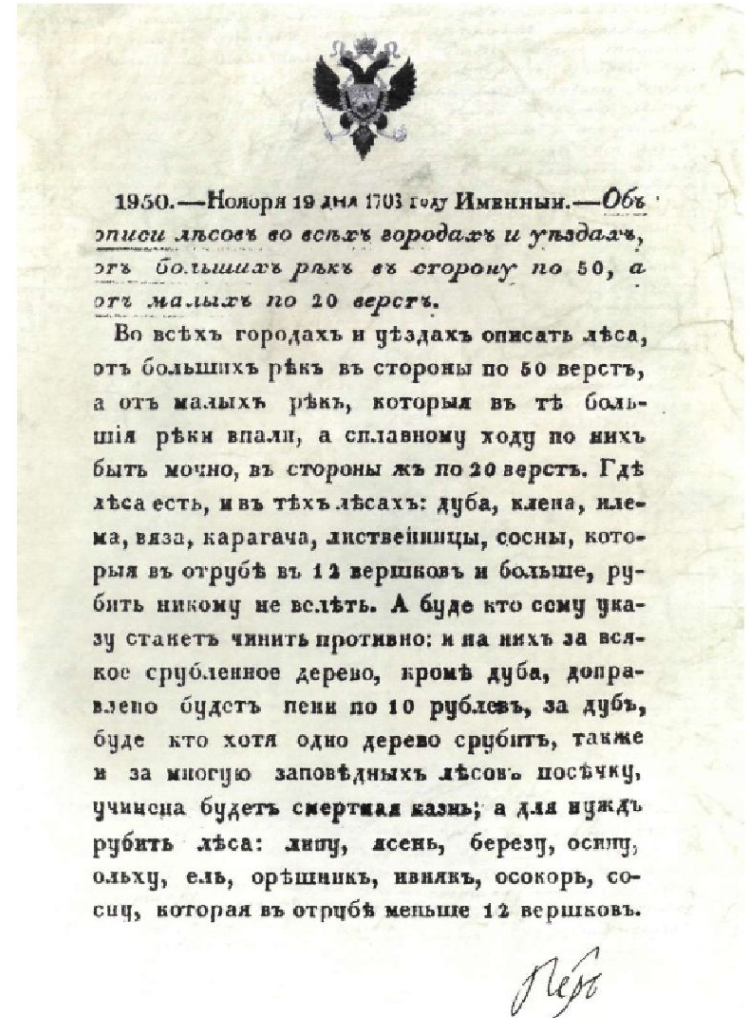 1950.—Ноября 19 дня 1703 году Именный.—Объ
описи лѣсовъ во всѣхъ городахъ и уѣздахъ,
отъ большихъ рѣкъ въ сторону по 50, а
отъ малыхъ по 20 верстъ.
Во всѣхъ городахъ и уѣздахъ описать лѣса,
отъ большихъ рѣкъ въ стороны по 50 верстъ,
а отъ малыхъ рѣкъ, которыя въ тѣ боль-
шія рѣки впали, а сплавному ходу по нихъ
быть мочно, въ стороны жъ по 20 верстъ. Гдѣ
лѣса есть, и въ тѣхъ лѣсахъ: дуба, клена, иле-
ма, вяза, карагача, лиственницы, сосны, кото-
рыя въ отрубѣ въ 12 вершковъ и больше, ру-
бить никому не велѣть. А буде кто сему ука-
зу станетъ чинить противно: и на нихъ за вся-
кое срубленное дерево, кромѣ дуба, доправ-
лено будетъ пени по 10 рублевъ, за дубъ,
буде кто хотя одно дерево срубитъ, также
и за многую заповѣдныхъ лѣсовъ посѣчку,
учинена будетъ смертная казнь; а для нуждъ
рубить лѣса: липу, ясень, березу, осину,
ольху, ель, орѣшникъ, ивнякъ, осокорь, со-
сну, которая въ отрубѣ меньше 12 вершковъ.